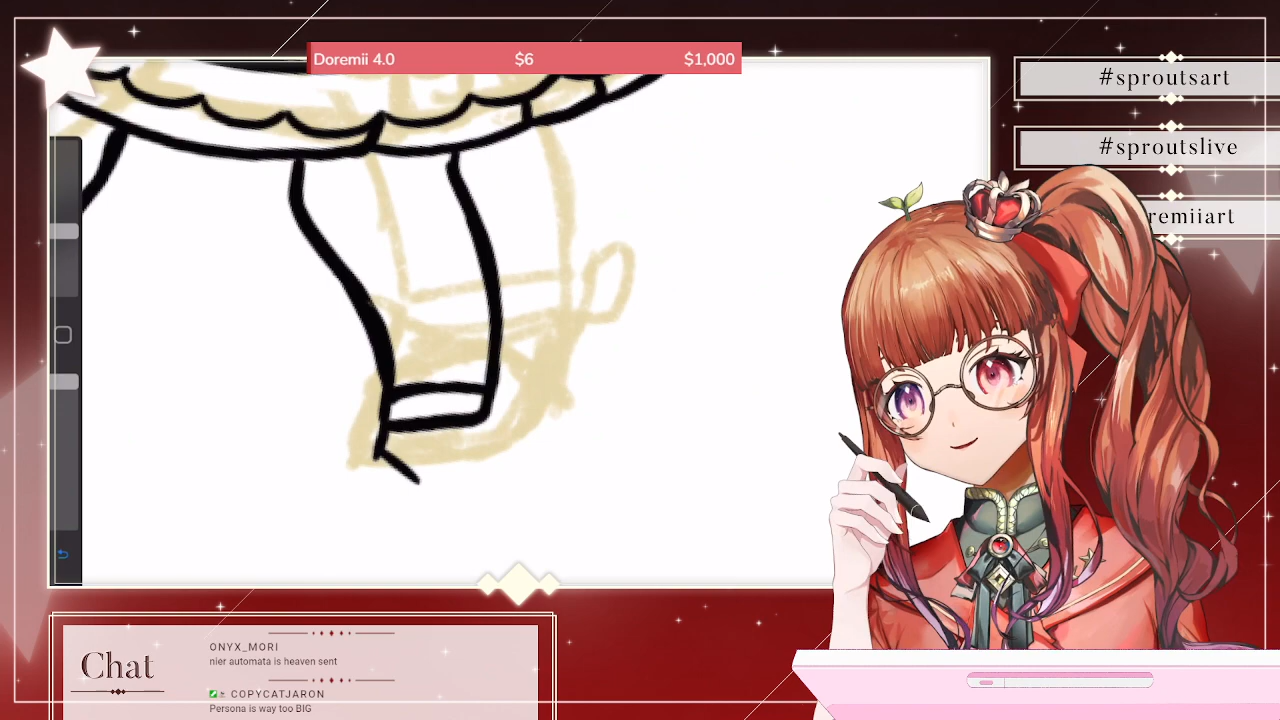 Doremii 4.0 $6 $1,000
#sproutsart
#sproutslive
remiiart
Chat
ONYX_MORI
nier automata is heaven sent
COPYCATJARON
Persona is way too BIG